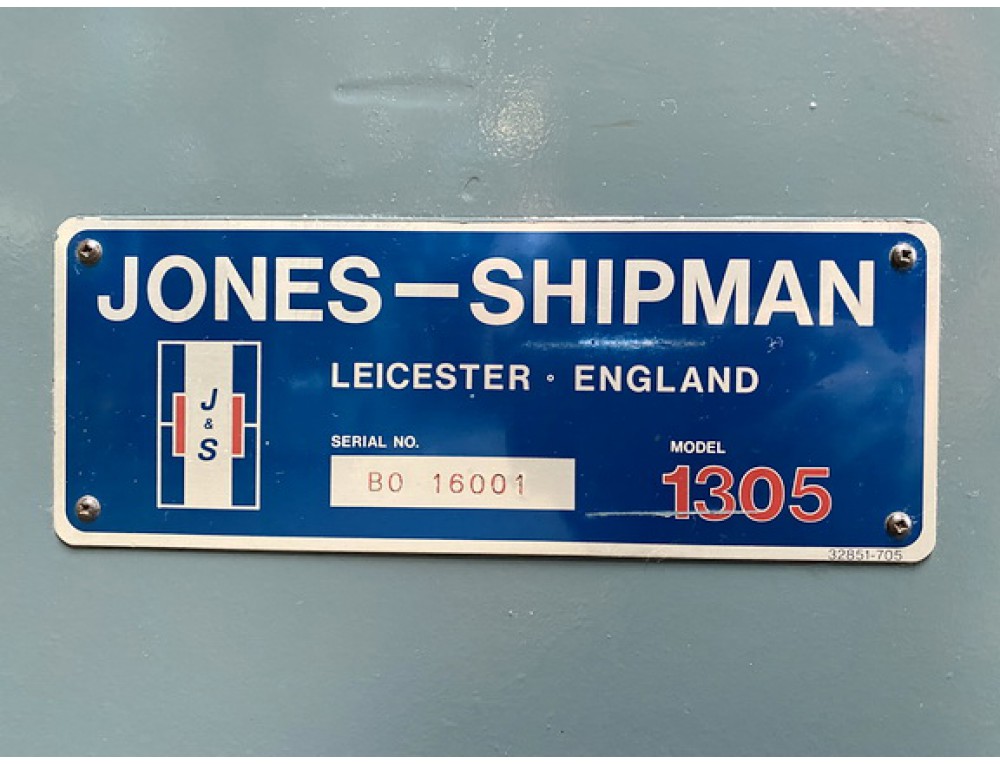 JONES—SHIPMAN
LEICESTER · ENGLAND
J
&
S
SERIAL NO.
BO 16001
MODEL
1305
32851-705